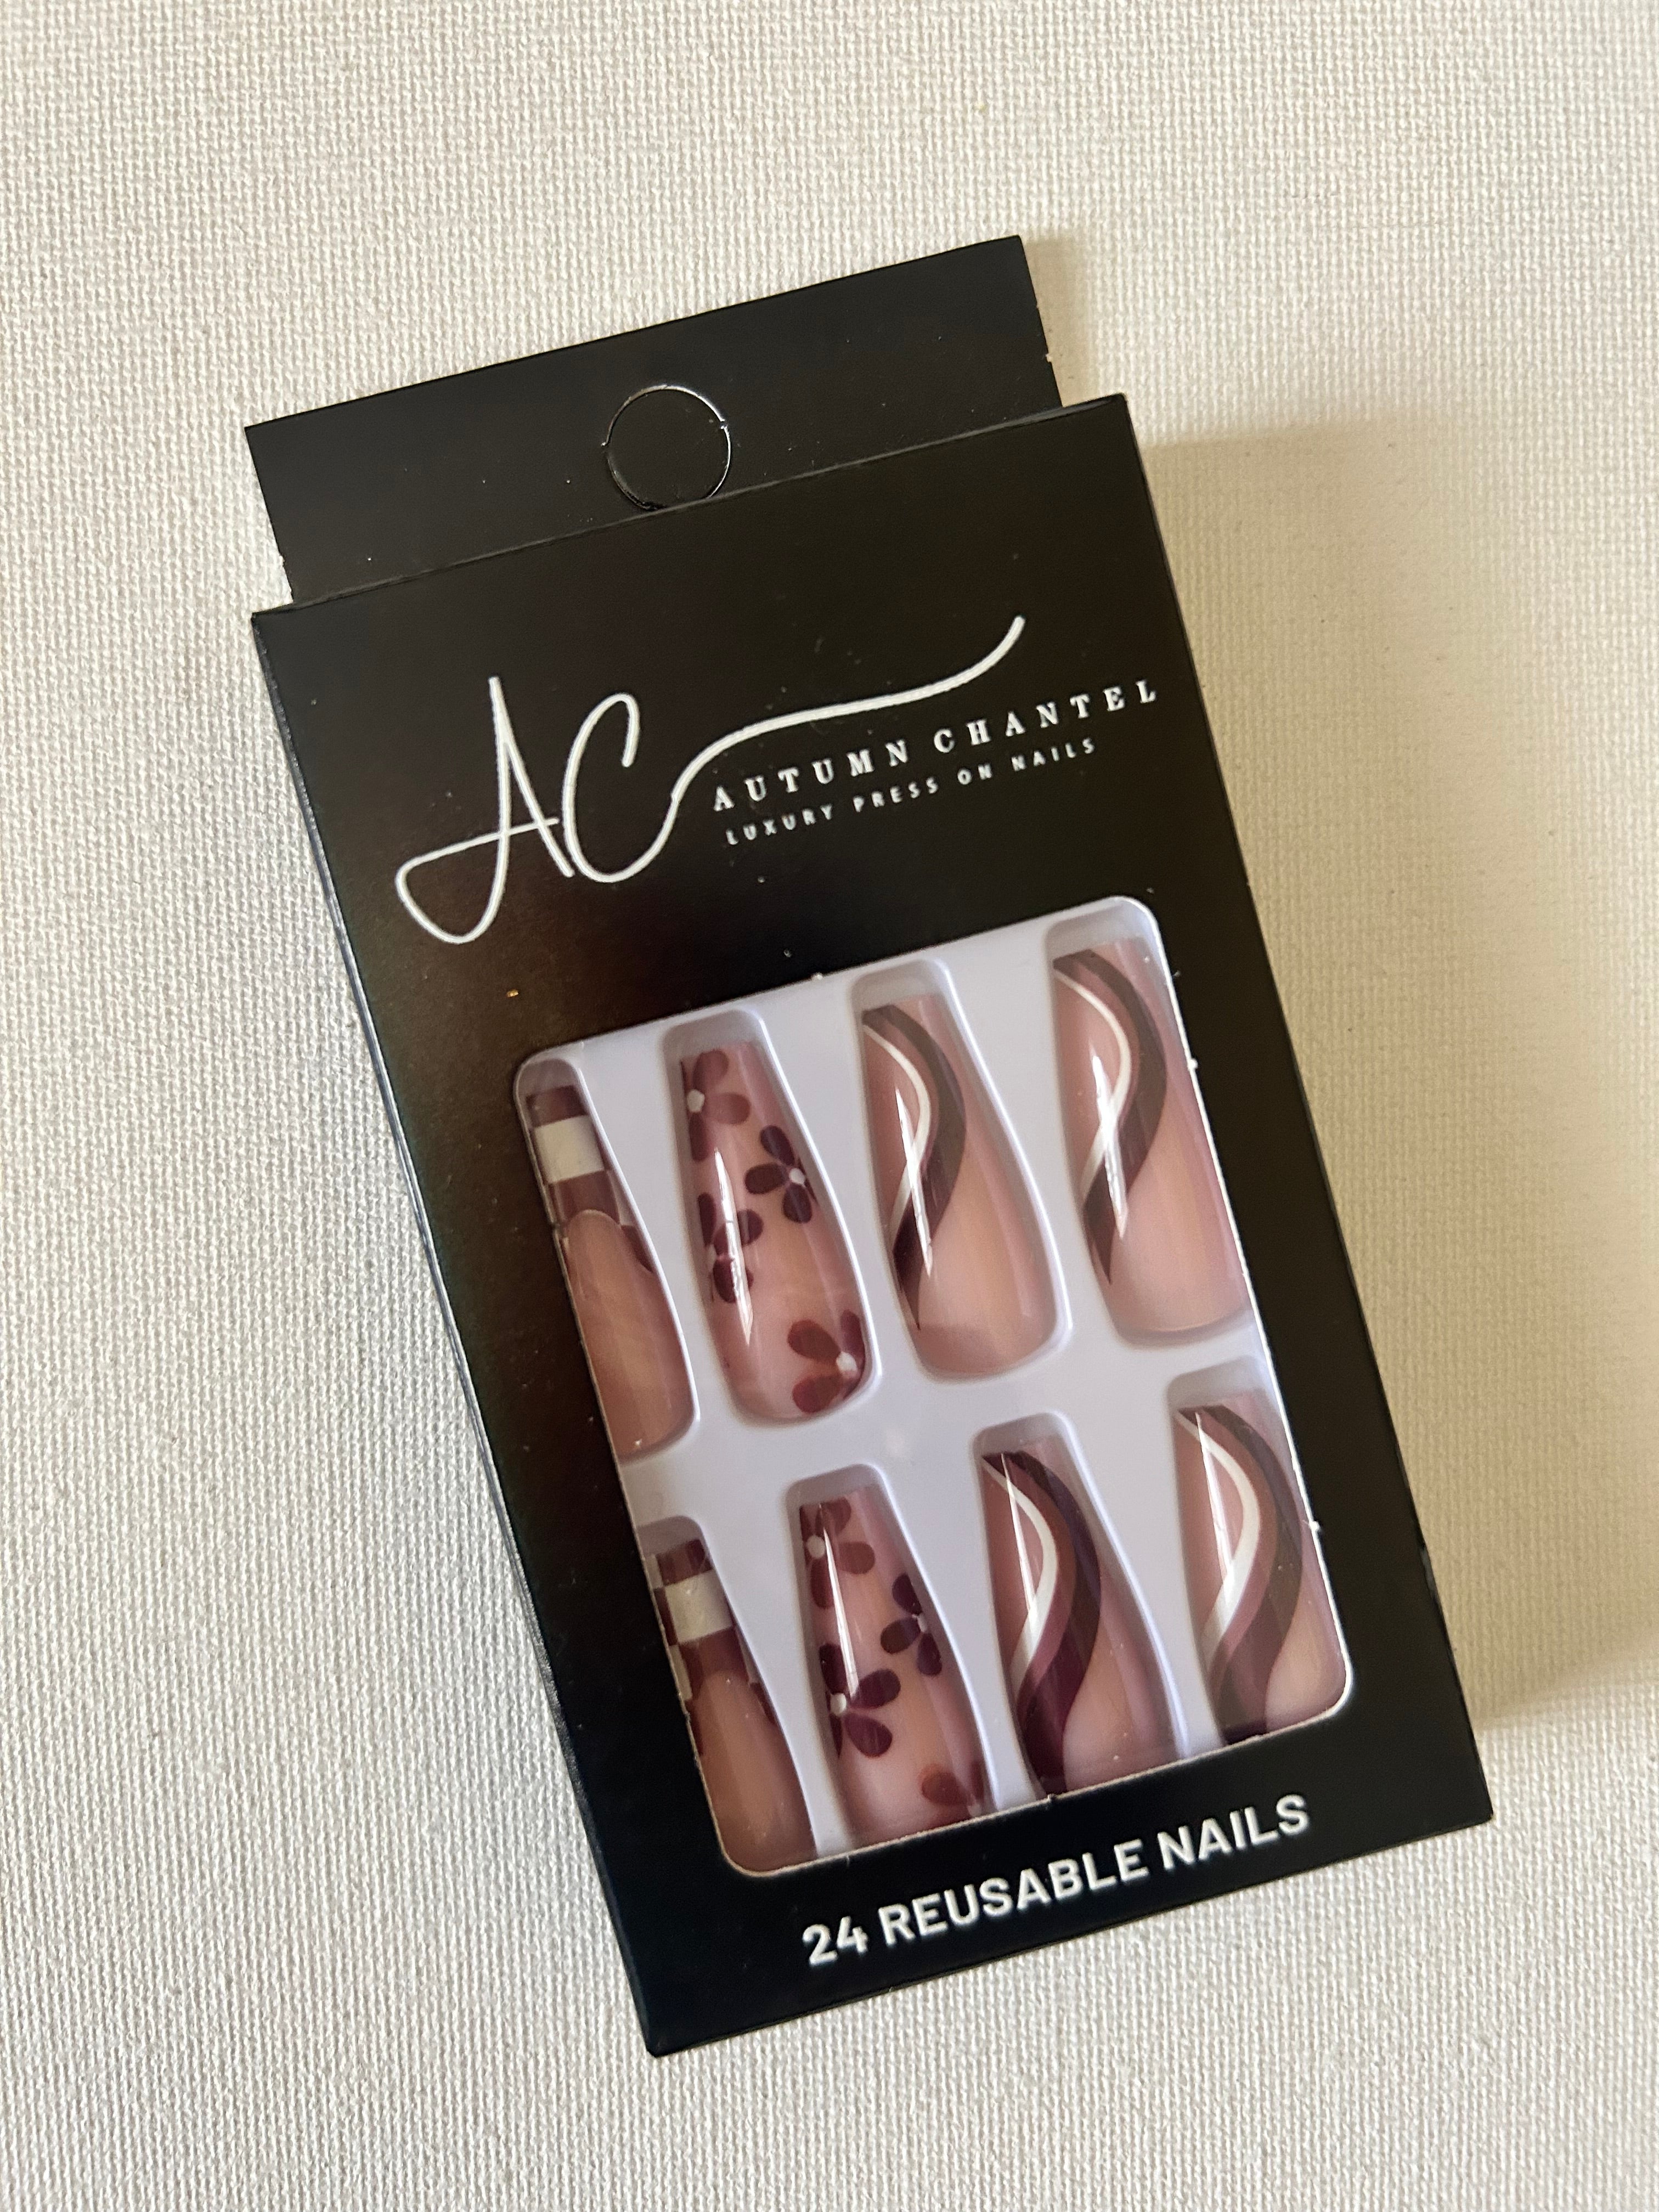 AC
AUTUMN CHANTEL
LUXURY PRESS ON NAILS
24 REUSABLE NAILS